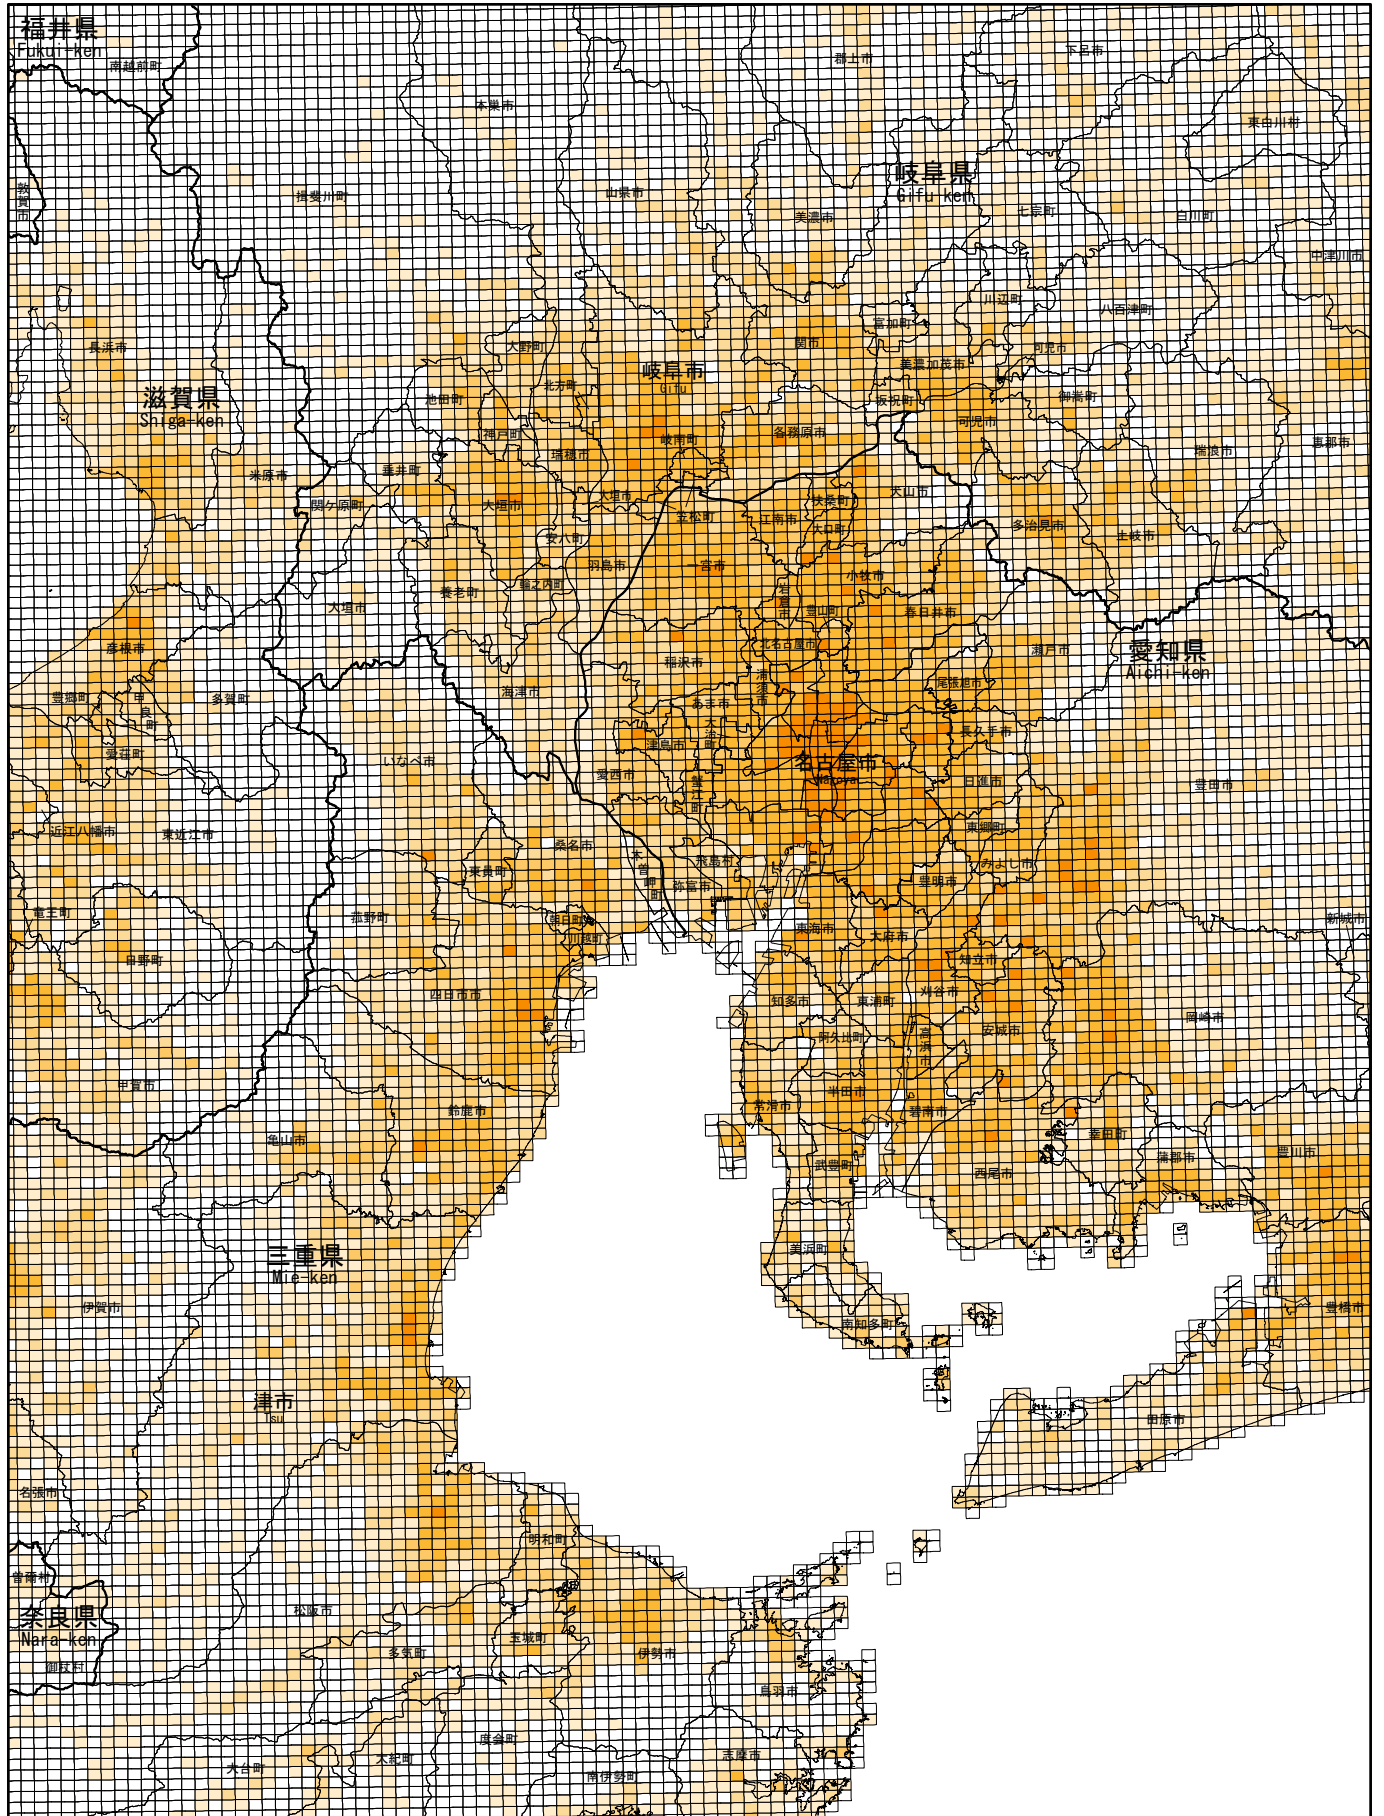 福井県
Fukui-ken
南越前町
郡上市
下呂市
本巣市
東白川村
敦賀市
揖斐川町
山県市
岐阜県
Gifu-ken
美濃市
七宗町
白川町
中津川市
川辺町
八百津町
富加町
長浜市
大野町
関市
可児市
岐阜市
Gifu
美濃加茂市
北方町
滋賀県
Shiga-ken
池田町
坂祝町
御嵩町
可児市
神戸町
岐南町
各務原市
恵那市
瑞浪市
瑞穂市
米原市
垂井町
関ケ原町
大垣市
大垣市
扶桑町
犬山市
笠松町
江南市
大口町
多治見市
土岐市
安八町
羽島市
一宮市
小牧市
輪之内町
養老町
岩倉市
大垣市
豊山町
春日井市
彦根市
北名古屋市
瀬戸市
愛知県
Aichi-ken
稲沢市
清須市
尾張旭市
海津市
豊郷町
甲良町
多賀町
あま市
大治町
長久手市
愛荘町
津島市
いなべ市
名古屋市
Nagoya
愛西市
蟹江町
日進市
豊田市
近江八幡市
東近江市
東郷町
桑名市
木曽岬町
飛島村
みよし市
東員町
弥富市
豊明市
竜王町
菰野町
朝日町
新城市
川越町
東海市
大府市
日野町
知立市
四日市市
知多市
東浦町
刈谷市
岡崎市
阿久比町
高浜市
安城市
甲賀市
半田市
鈴鹿市
常滑市
碧南市
亀山市
幸田町
豊川市
武豊町
蒲郡市
西尾市
三重県
Mie-ken
美浜町
伊賀市
豊橋市
南知多町
津市
Tsu
田原市
名張市
明和町
曽爾村
奈良県
Nara-ken
松阪市
玉城町
多気町
伊勢市
御杖村
鳥羽市
度会町
志摩市
大紀町
大台町
南伊勢町